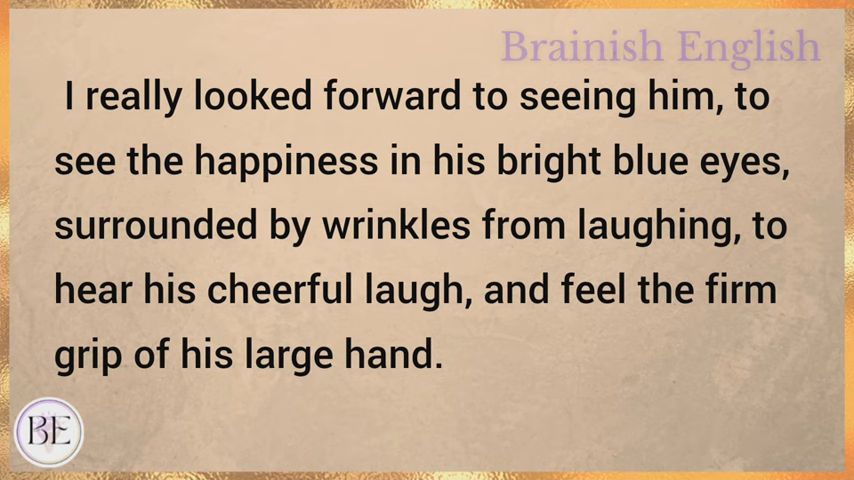 Brainish English
I really looked forward to seeing him, to
see the happiness in his bright blue eyes,
surrounded by wrinkles from laughing, to
hear his cheerful laugh, and feel the firm
grip of his large hand.
BE